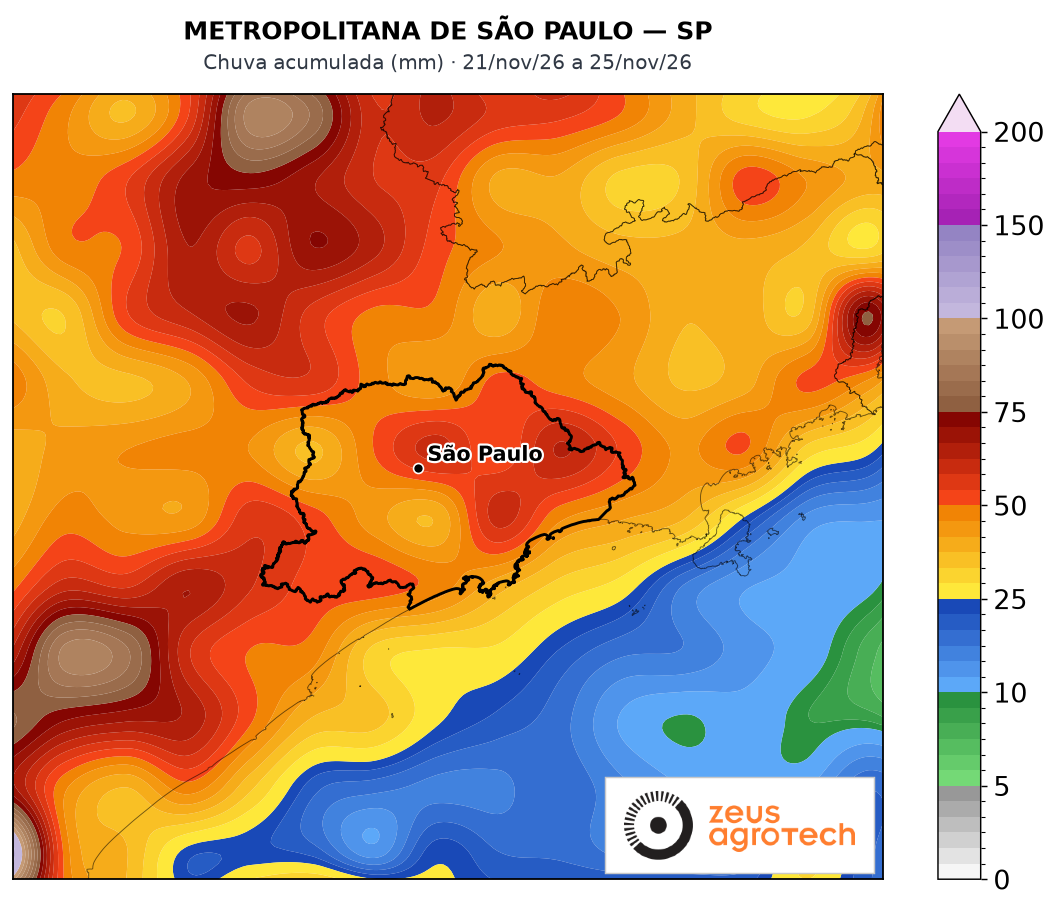 METROPOLITANA DE SÃO PAULO — SP
Chuva acumulada (mm) · 21/nov/26 a 25/nov/26
São Paulo
200
150
100
75
50
25
10
5
0
zeus
agrotech